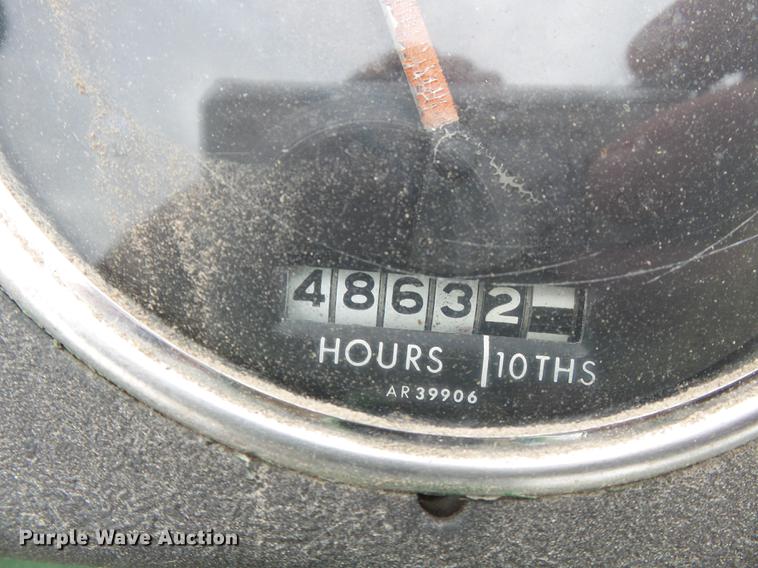 48632
HOURS | 10THS
AR39906
Purple Wave Auction